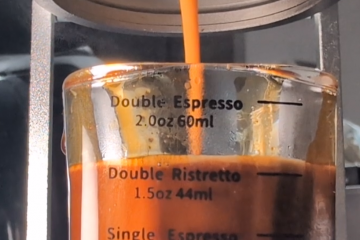 Double Espresso
2.0oz 60ml
Double Ristretto
1.5oz 44ml
Single Espresso